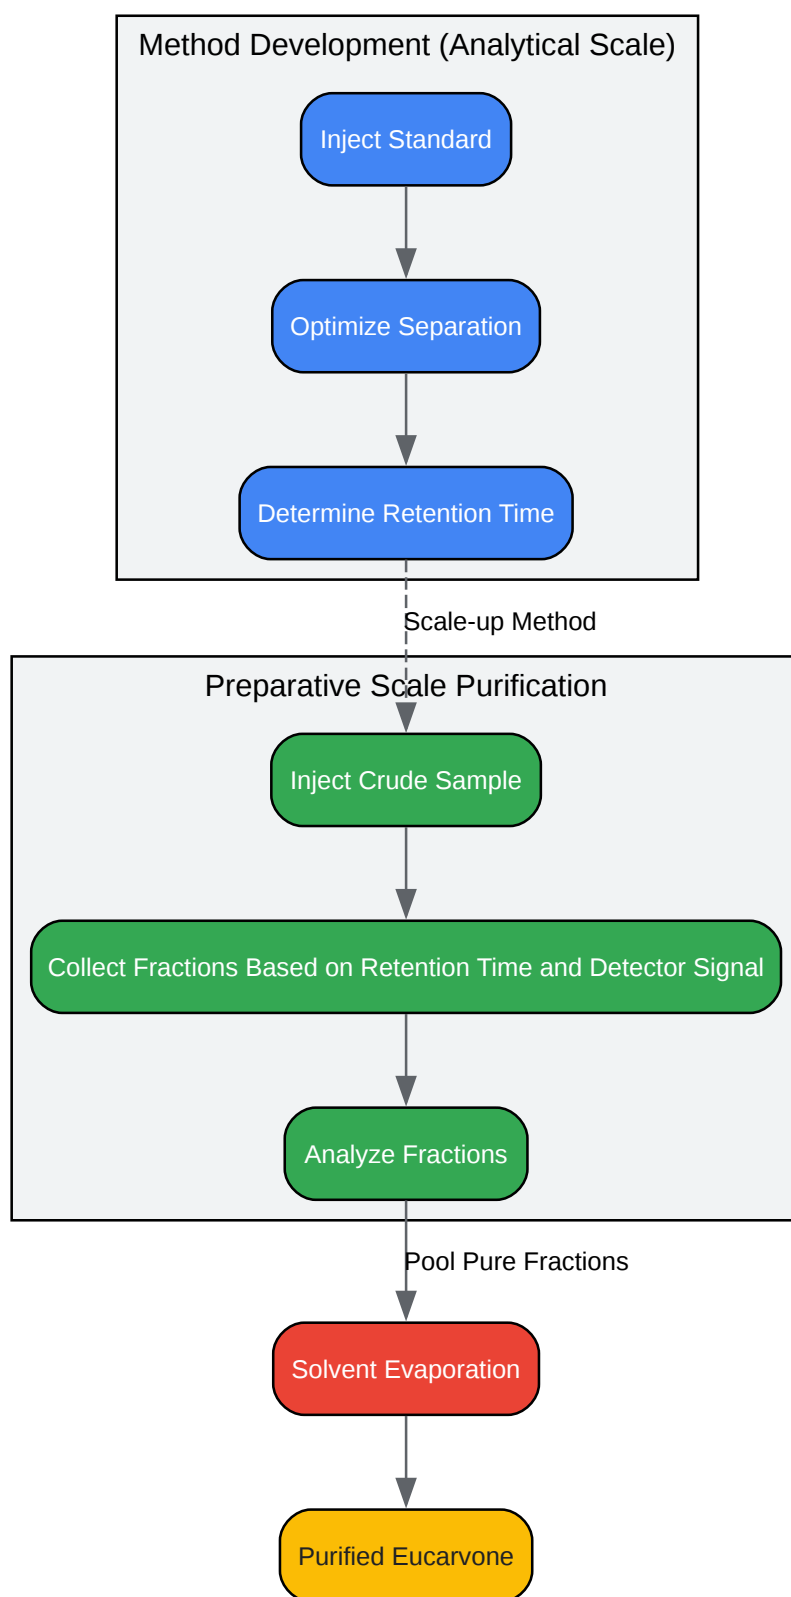 Method Development (Analytical Scale)
Inject Standard
Optimize Separation
Determine Retention Time
Scale-up Method
Preparative Scale Purification
Inject Crude Sample
Collect Fractions Based on Retention Time and Detector Signal
Analyze Fractions
Pool Pure Fractions
Solvent Evaporation
Purified Eucarvone